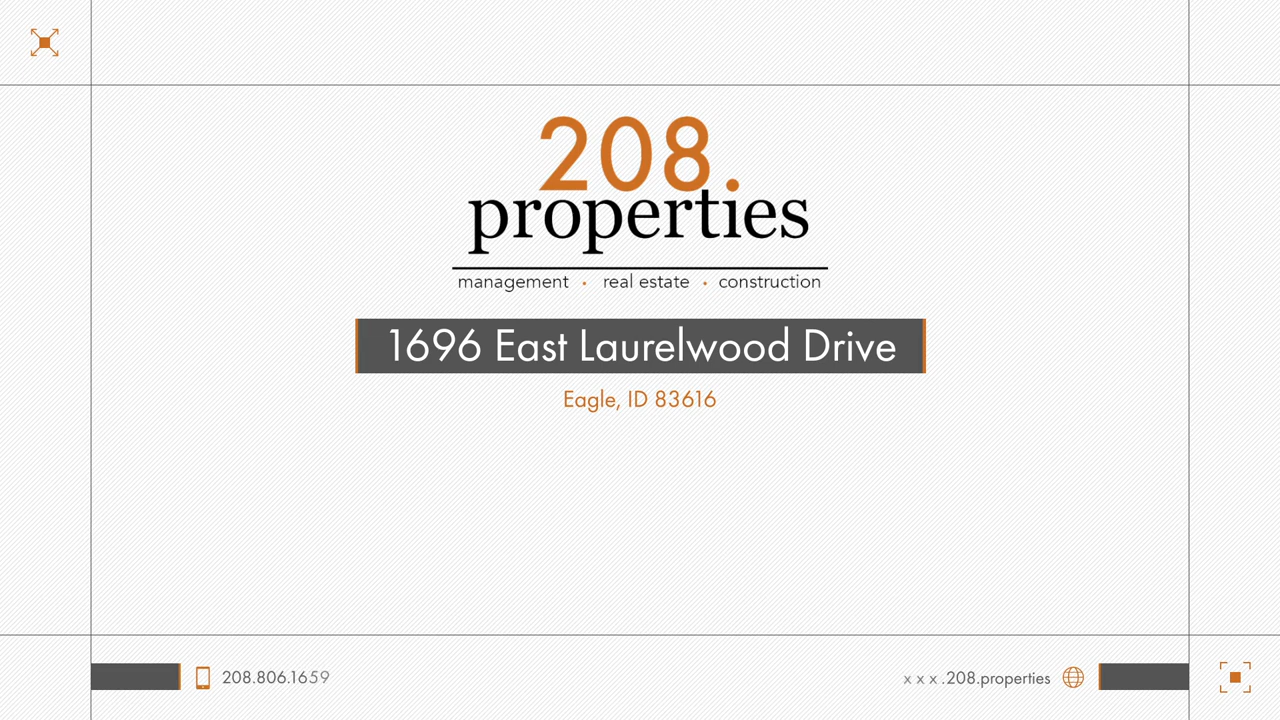 208.
properties
management • real estate • construction
1696 East Laurelwood Drive
Eagle, ID 83616
208.806.1659
x x x .208.properties